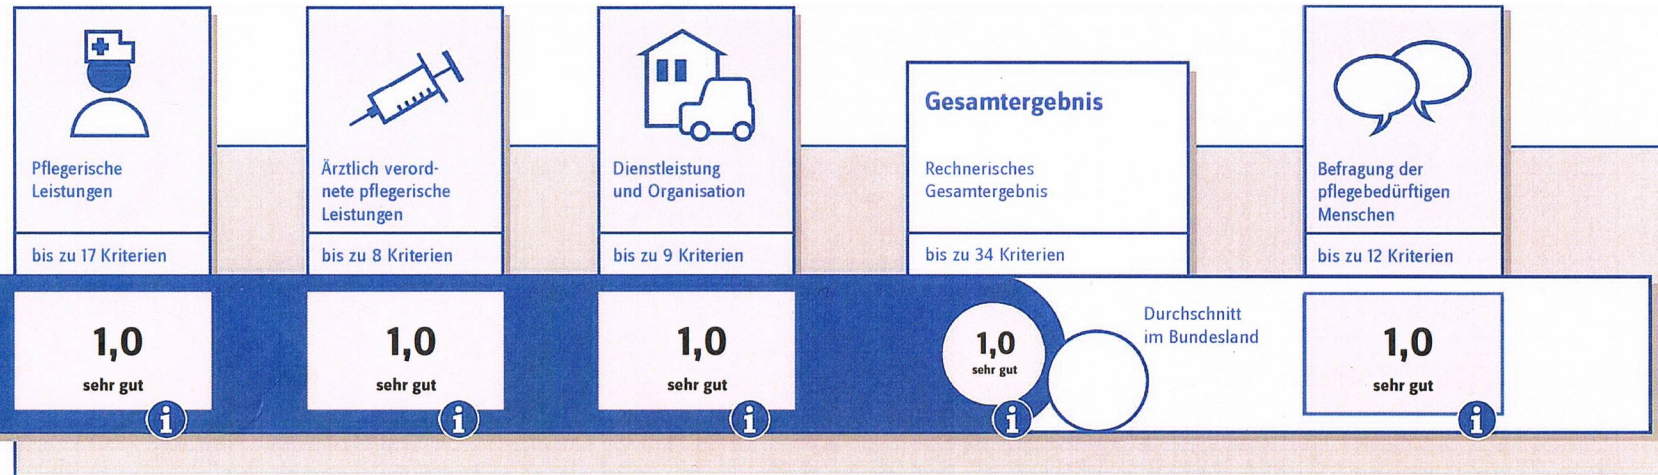 Pflegerische
Leistungen
bis zu 17 Kriterien
1,0
sehr gut
i
Ärztlich verord-
nete pflegerische
Leistungen
bis zu 8 Kriterien
1,0
sehr gut
i
Dienstleistung
und Organisation
bis zu 9 Kriterien
1,0
sehr gut
i
Gesamtergebnis
Rechnerisches
Gesamtergebnis
bis zu 34 Kriterien
1,0
sehr gut
i
Durchschnitt
im Bundesland
Befragung der
pflegebedürftigen
Menschen
bis zu 12 Kriterien
1,0
sehr gut
i